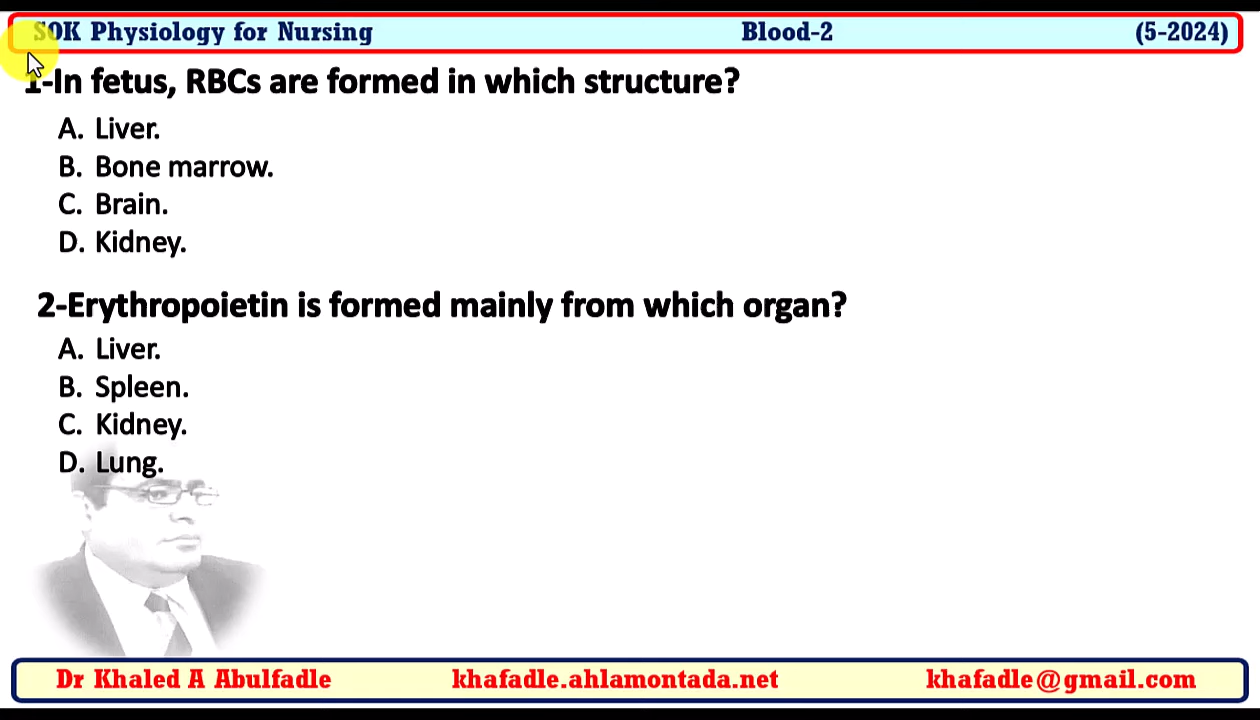 SOK Physiology for Nursing Blood-2 (5-2024)
1-In fetus, RBCs are formed in which structure?
A. Liver.
B. Bone marrow.
C. Brain.
D. Kidney.
2-Erythropoietin is formed mainly from which organ?
A. Liver.
B. Spleen.
C. Kidney.
D. Lung.
Dr Khaled A Abulfadle khafadle.ahlamontada.net khafadle@gmail.com